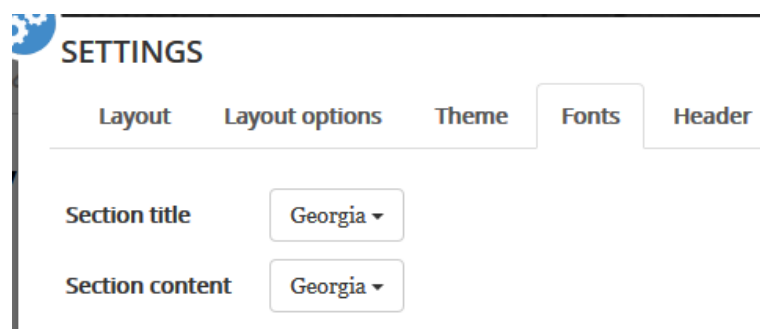 SETTINGS
Layout Layout options Theme Fonts Header
Section title Georgia
Section content Georgia